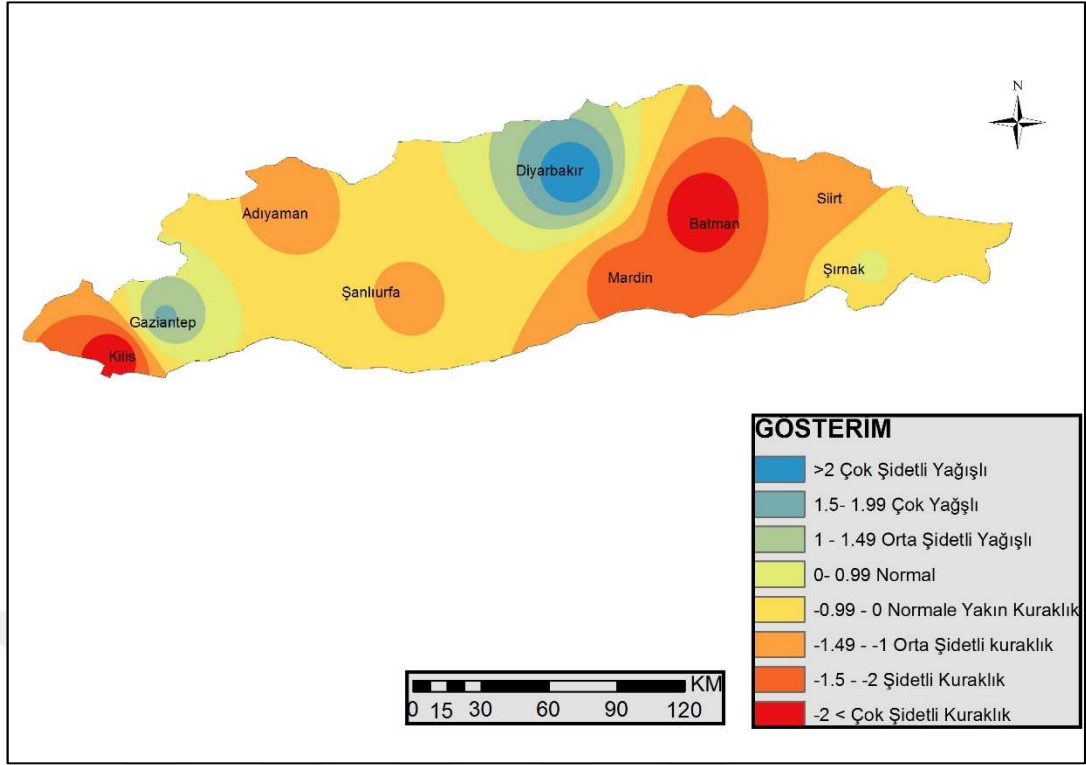 N
Diyarbakır
Adıyaman
Siirt
Batman
Şırnak
Mardin
Şanlıurfa
Gaziantep
Kilis
GÖSTERIM
>2 Çok Şidetli Yağışlı
1.5- 1.99 Çok Yağşlı
1 - 1.49 Orta Şidetli Yağışlı
0- 0.99 Normal
-0.99 - 0 Normale Yakın Kuraklık
-1.49 - -1 Orta Şidetli kuraklık
-1.5 - -2 Şidetli Kuraklık
-2 < Çok Şidetli Kuraklık
KM
0 15 30 60 90 120